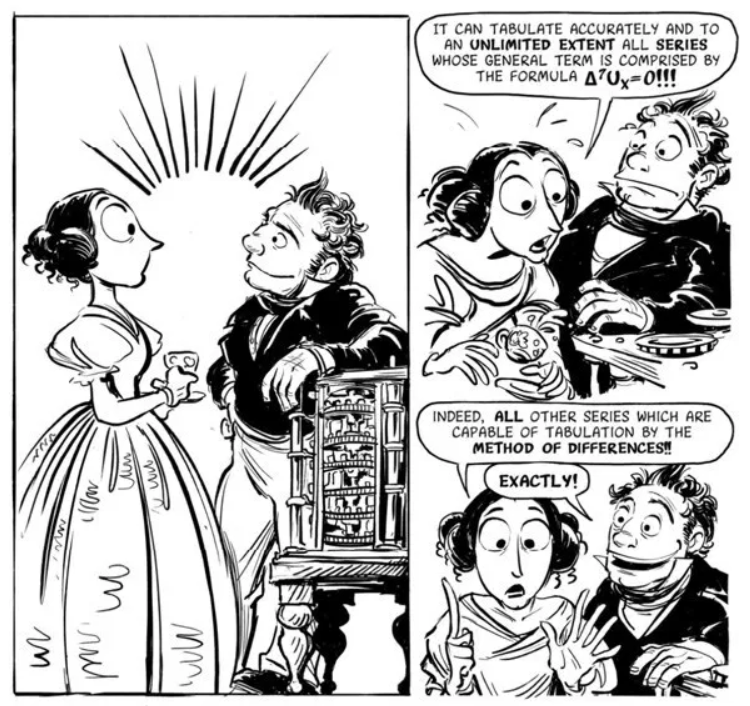 IT CAN TABULATE ACCURATELY AND TO
AN UNLIMITED EXTENT ALL SERIES
WHOSE GENERAL TERM IS COMPRISED BY
THE FORMULA Δ⁷Uₓ=0!!!
INDEED, ALL OTHER SERIES WHICH ARE
CAPABLE OF TABULATION BY THE
METHOD OF DIFFERENCES!!
EXACTLY!